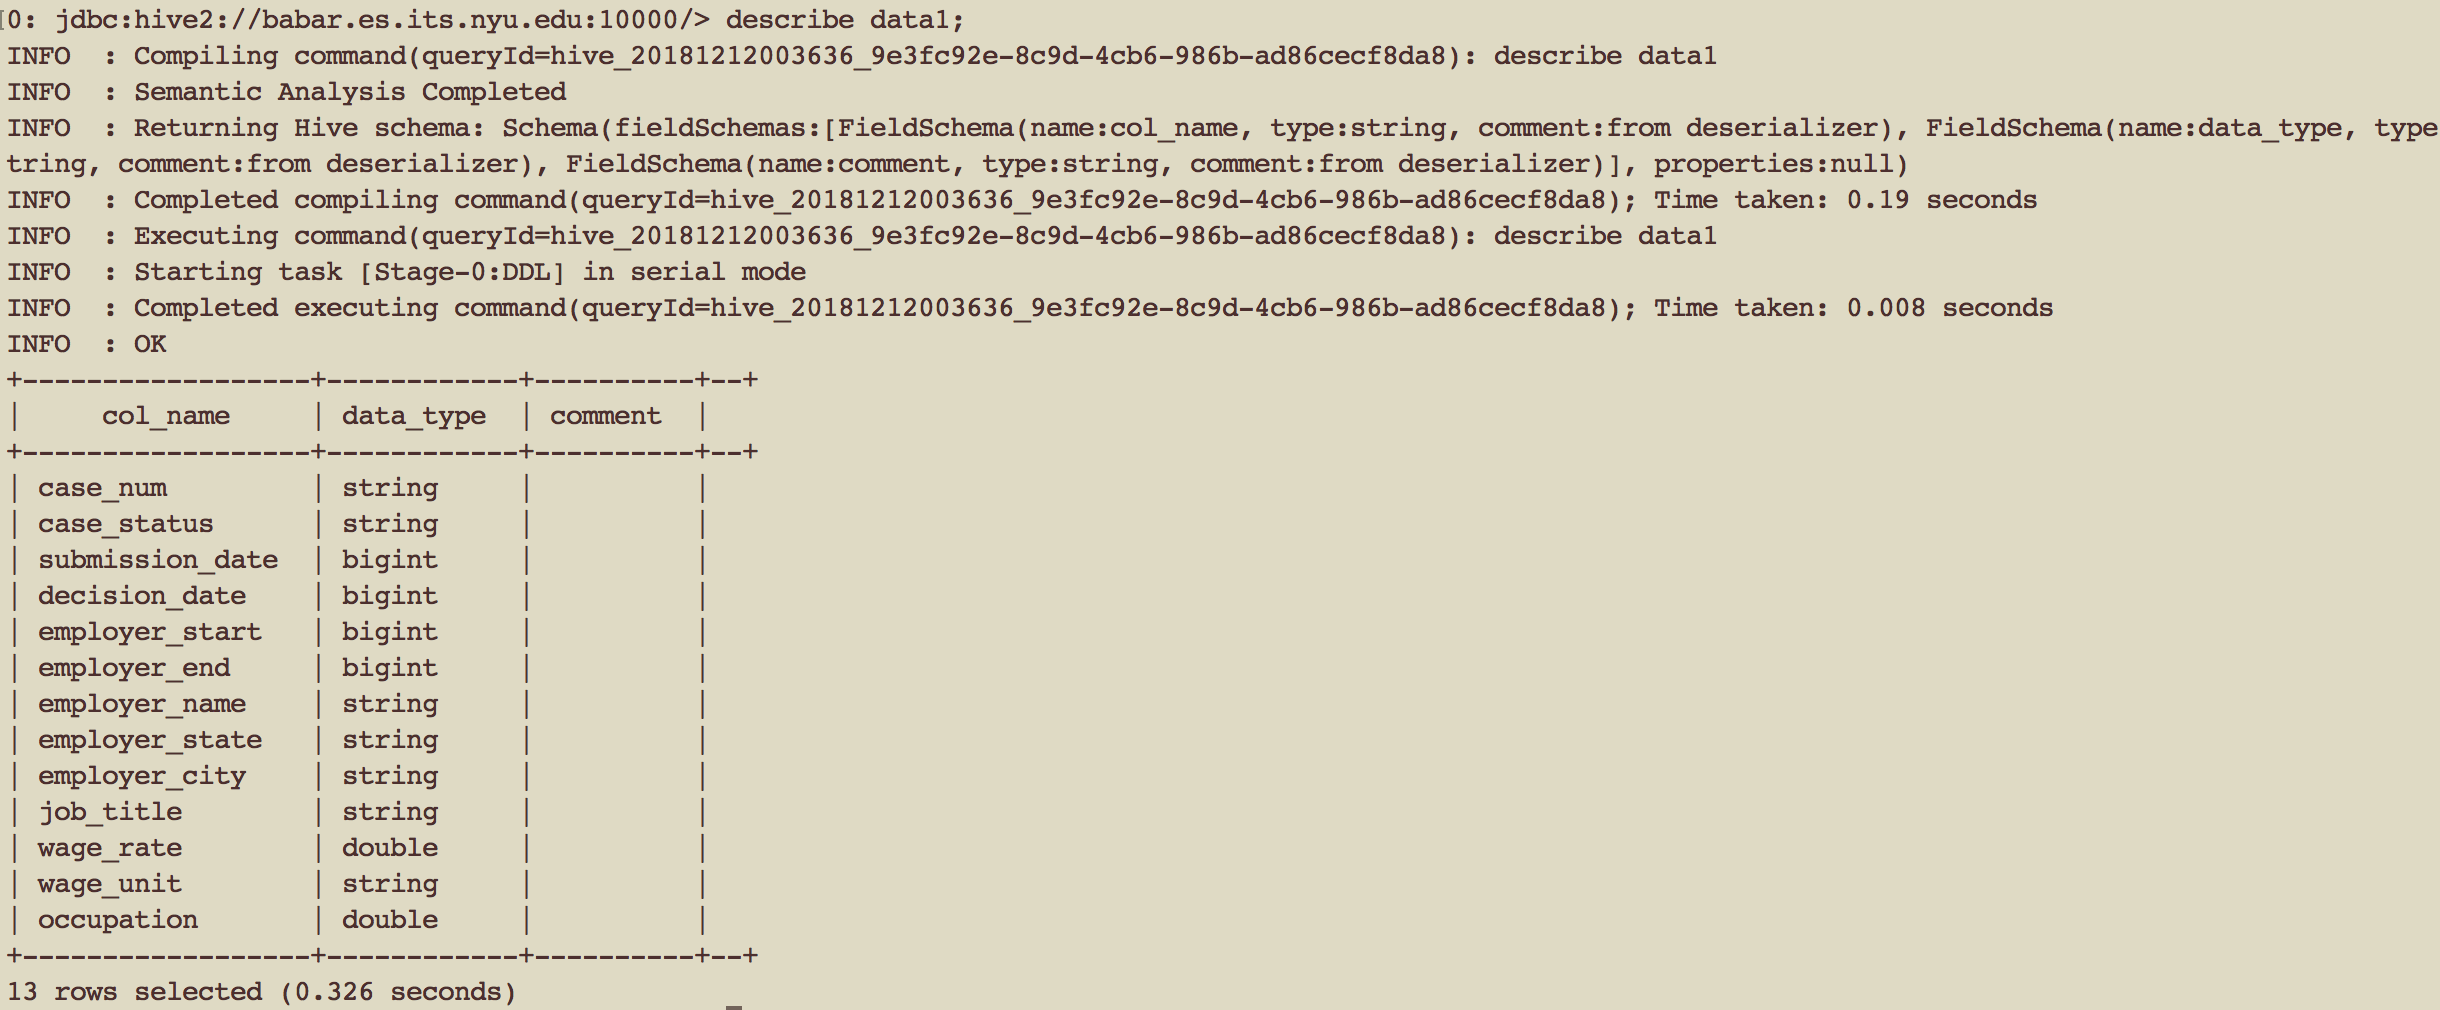 0: jdbc:hive2://babar.es.its.nyu.edu:10000/> describe data1;
INFO  : Compiling command(queryId=hive_20181212003636_9e3fc92e-8c9d-4cb6-986b-ad86cecf8da8): describe data1
INFO  : Semantic Analysis Completed
INFO  : Returning Hive schema: Schema(fieldSchemas:[FieldSchema(name:col_name, type:string, comment:from deserializer), FieldSchema(name:data_type, type
tring, comment:from deserializer), FieldSchema(name:comment, type:string, comment:from deserializer)], properties:null)
INFO  : Completed compiling command(queryId=hive_20181212003636_9e3fc92e-8c9d-4cb6-986b-ad86cecf8da8); Time taken: 0.19 seconds
INFO  : Executing command(queryId=hive_20181212003636_9e3fc92e-8c9d-4cb6-986b-ad86cecf8da8): describe data1
INFO  : Starting task [Stage-0:DDL] in serial mode
INFO  : Completed executing command(queryId=hive_20181212003636_9e3fc92e-8c9d-4cb6-986b-ad86cecf8da8); Time taken: 0.008 seconds
INFO  : OK
+------------------+------------+----------+--+
|     col_name     | data_type  | comment  |
+------------------+------------+----------+--+
| case_num         | string     |          |
| case_status      | string     |          |
| submission_date  | bigint     |          |
| decision_date    | bigint     |          |
| employer_start   | bigint     |          |
| employer_end     | bigint     |          |
| employer_name    | string     |          |
| employer_state   | string     |          |
| employer_city    | string     |          |
| job_title        | string     |          |
| wage_rate        | double     |          |
| wage_unit        | string     |          |
| occupation       | double     |          |
+------------------+------------+----------+--+
13 rows selected (0.326 seconds)